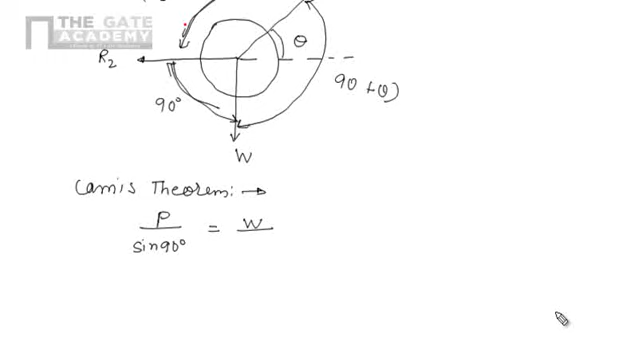 THE GATE
ACADEMY
θ
R2
90 + θ)
90°
W
Lamis Theorem: →
P / sin90° = W